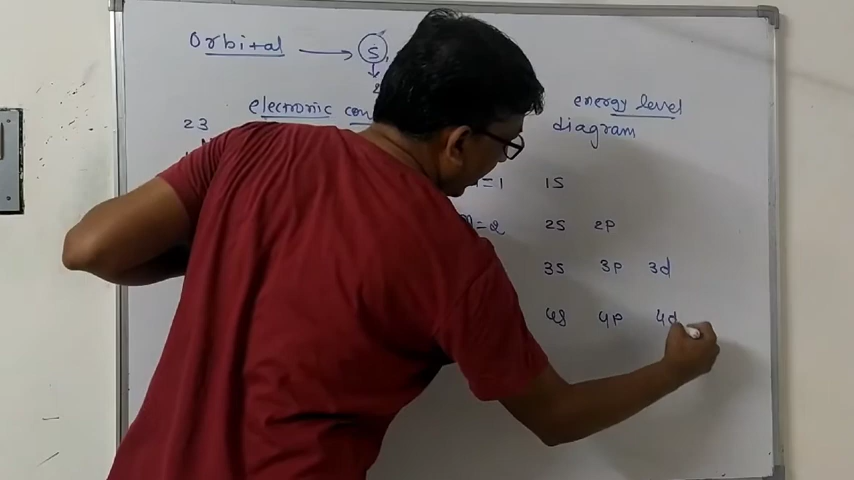 Orbital → S
electronic con
23
energy level
diagram
n=1 1S
n=2 2S 2P
3S 3P 3d
4S 4P 4d